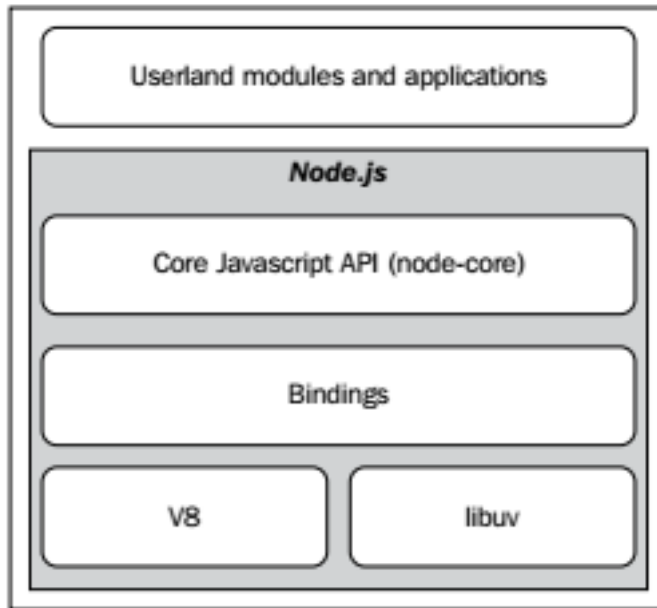 Userland modules and applications
Node.js
Core Javascript API (node-core)
Bindings
V8
libuv